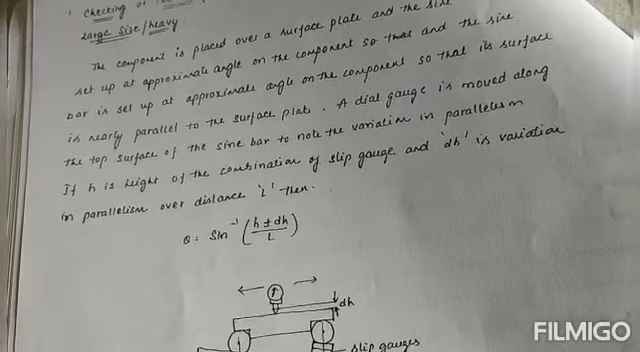 Checking of
Large Size/heavy
The component is placed over a surface plate and the sine
set up at approximate angle on the component so that and the sine
bar is set up at approximate angle on the component so that its surface
is nearly parallel to the surface plate. A dial gauge is moved along
the top surface of the sine bar to note the variation in parallelism
If h is height of the combination of slip gauge and 'dh' is variation
in parallelism over distance 'L' then.
θ = Sin⁻¹ (h ± dh / L)
dh
slip gauges
FILMIGO